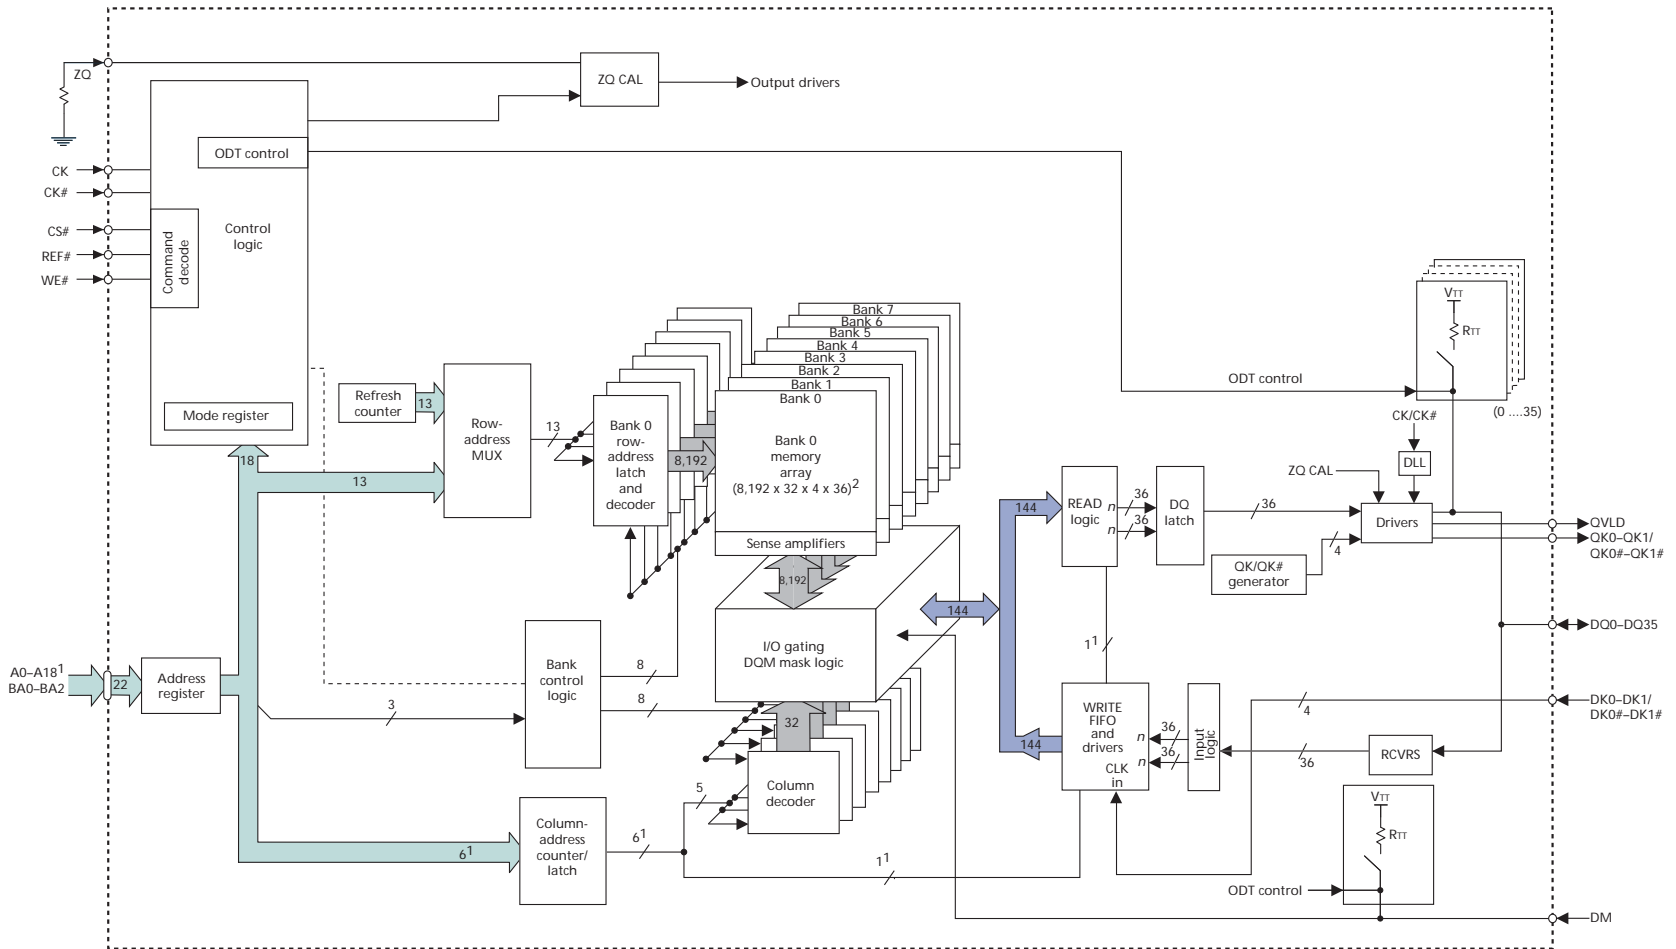 ZQ
ZQ CAL
Output drivers
ODT control
CK
CK#
CS#
REF#
WE#
Command
decode
Control
logic
Mode register
Refresh
counter
13
18
13
Row-
address
MUX
13
Bank 0
row-
address
latch
and
decoder
8,192
Bank 7
Bank 6
Bank 5
Bank 4
Bank 3
Bank 2
Bank 1
Bank 0
Bank 0
memory
array
(8,192 x 32 x 4 x 36)2
Sense amplifiers
8,192
I/O gating
DQM mask logic
32
Column
decoder
5
A0–A181
BA0–BA2
22
Address
register
3
Bank
control
logic
8
8
61
Column-
address
counter/
latch
61
11
144
144
144
READ
logic
n
n
36
36
DQ
latch
36
11
WRITE
FIFO
and
drivers
n
n
CLK
in
36
36
Input
logic
36
RCVRS
4
ODT control
VTT
RTT
(0 ....35)
CK/CK#
DLL
ZQ CAL
Drivers
QK/QK#
generator
4
QVLD
QK0–QK1/
QK0#–QK1#
DQ0–DQ35
DK0–DK1/
DK0#–DK1#
VTT
RTT
ODT control
DM